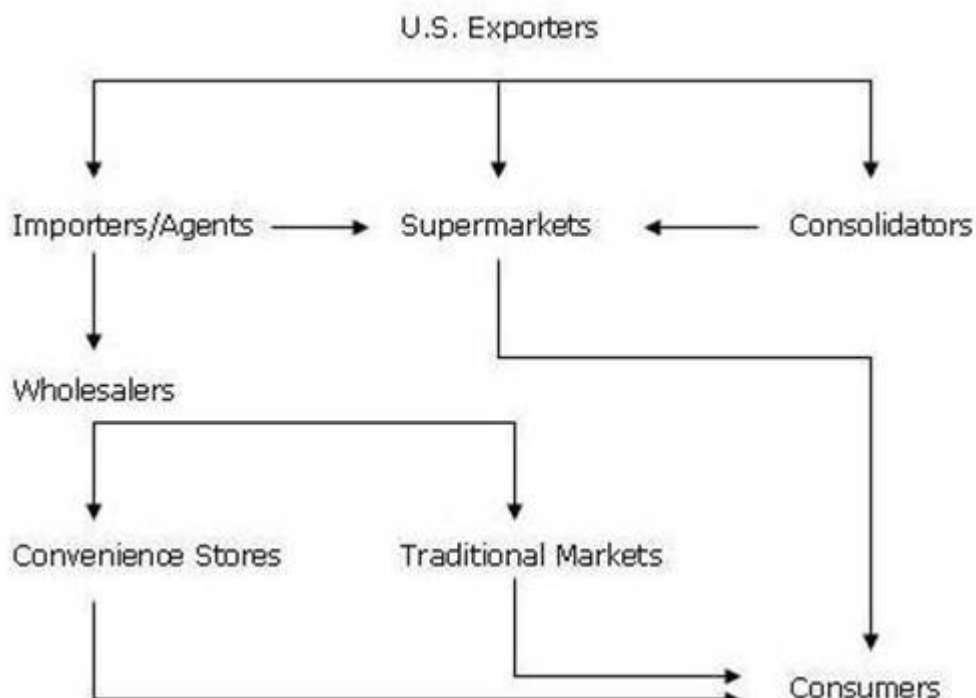 U.S. Exporters
Importers/Agents
Supermarkets
Consolidators
Wholesalers
Convenience Stores
Traditional Markets
Consumers